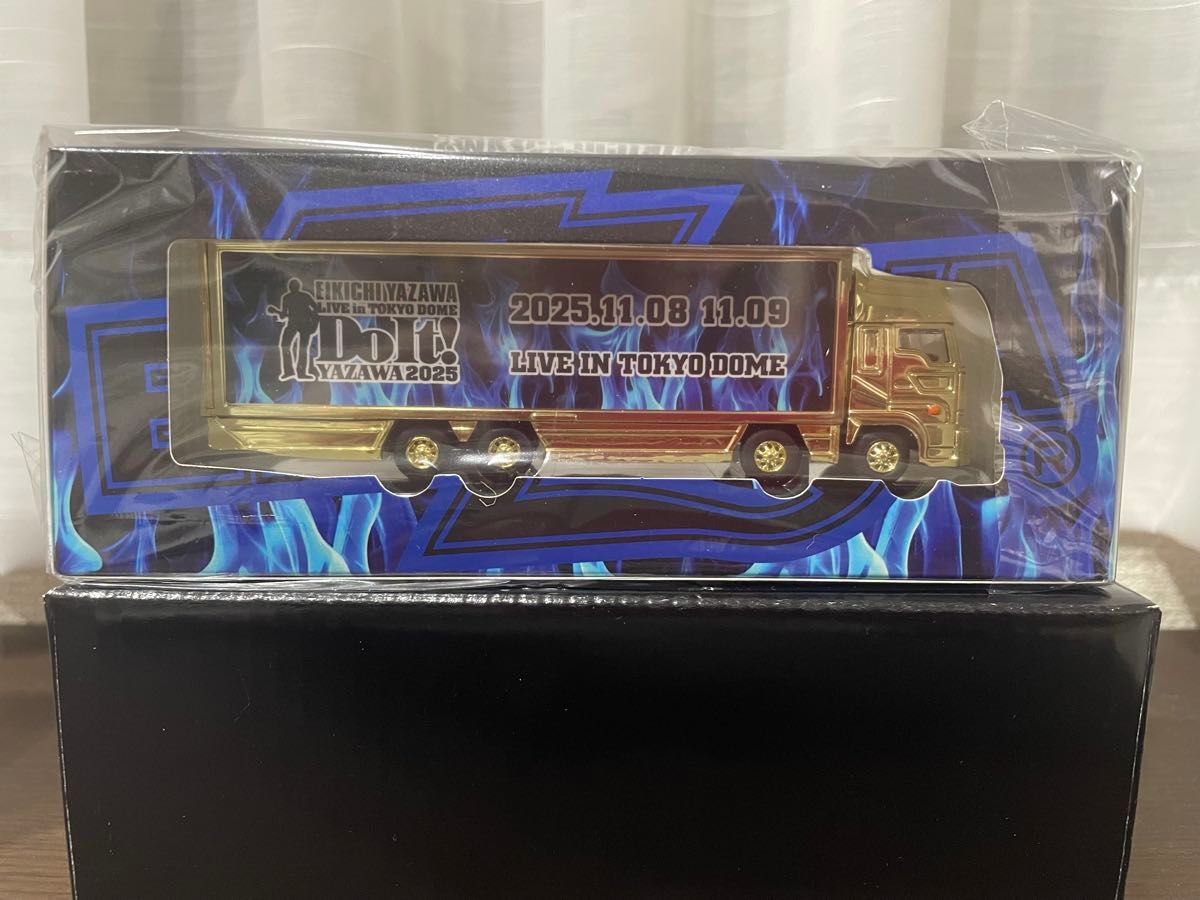 EIKICHI YAZAWA
LIVE in TOKYO DOME
Do It!
YAZAWA 2025
2025.11.08 11.09
LIVE IN TOKYO DOME
®